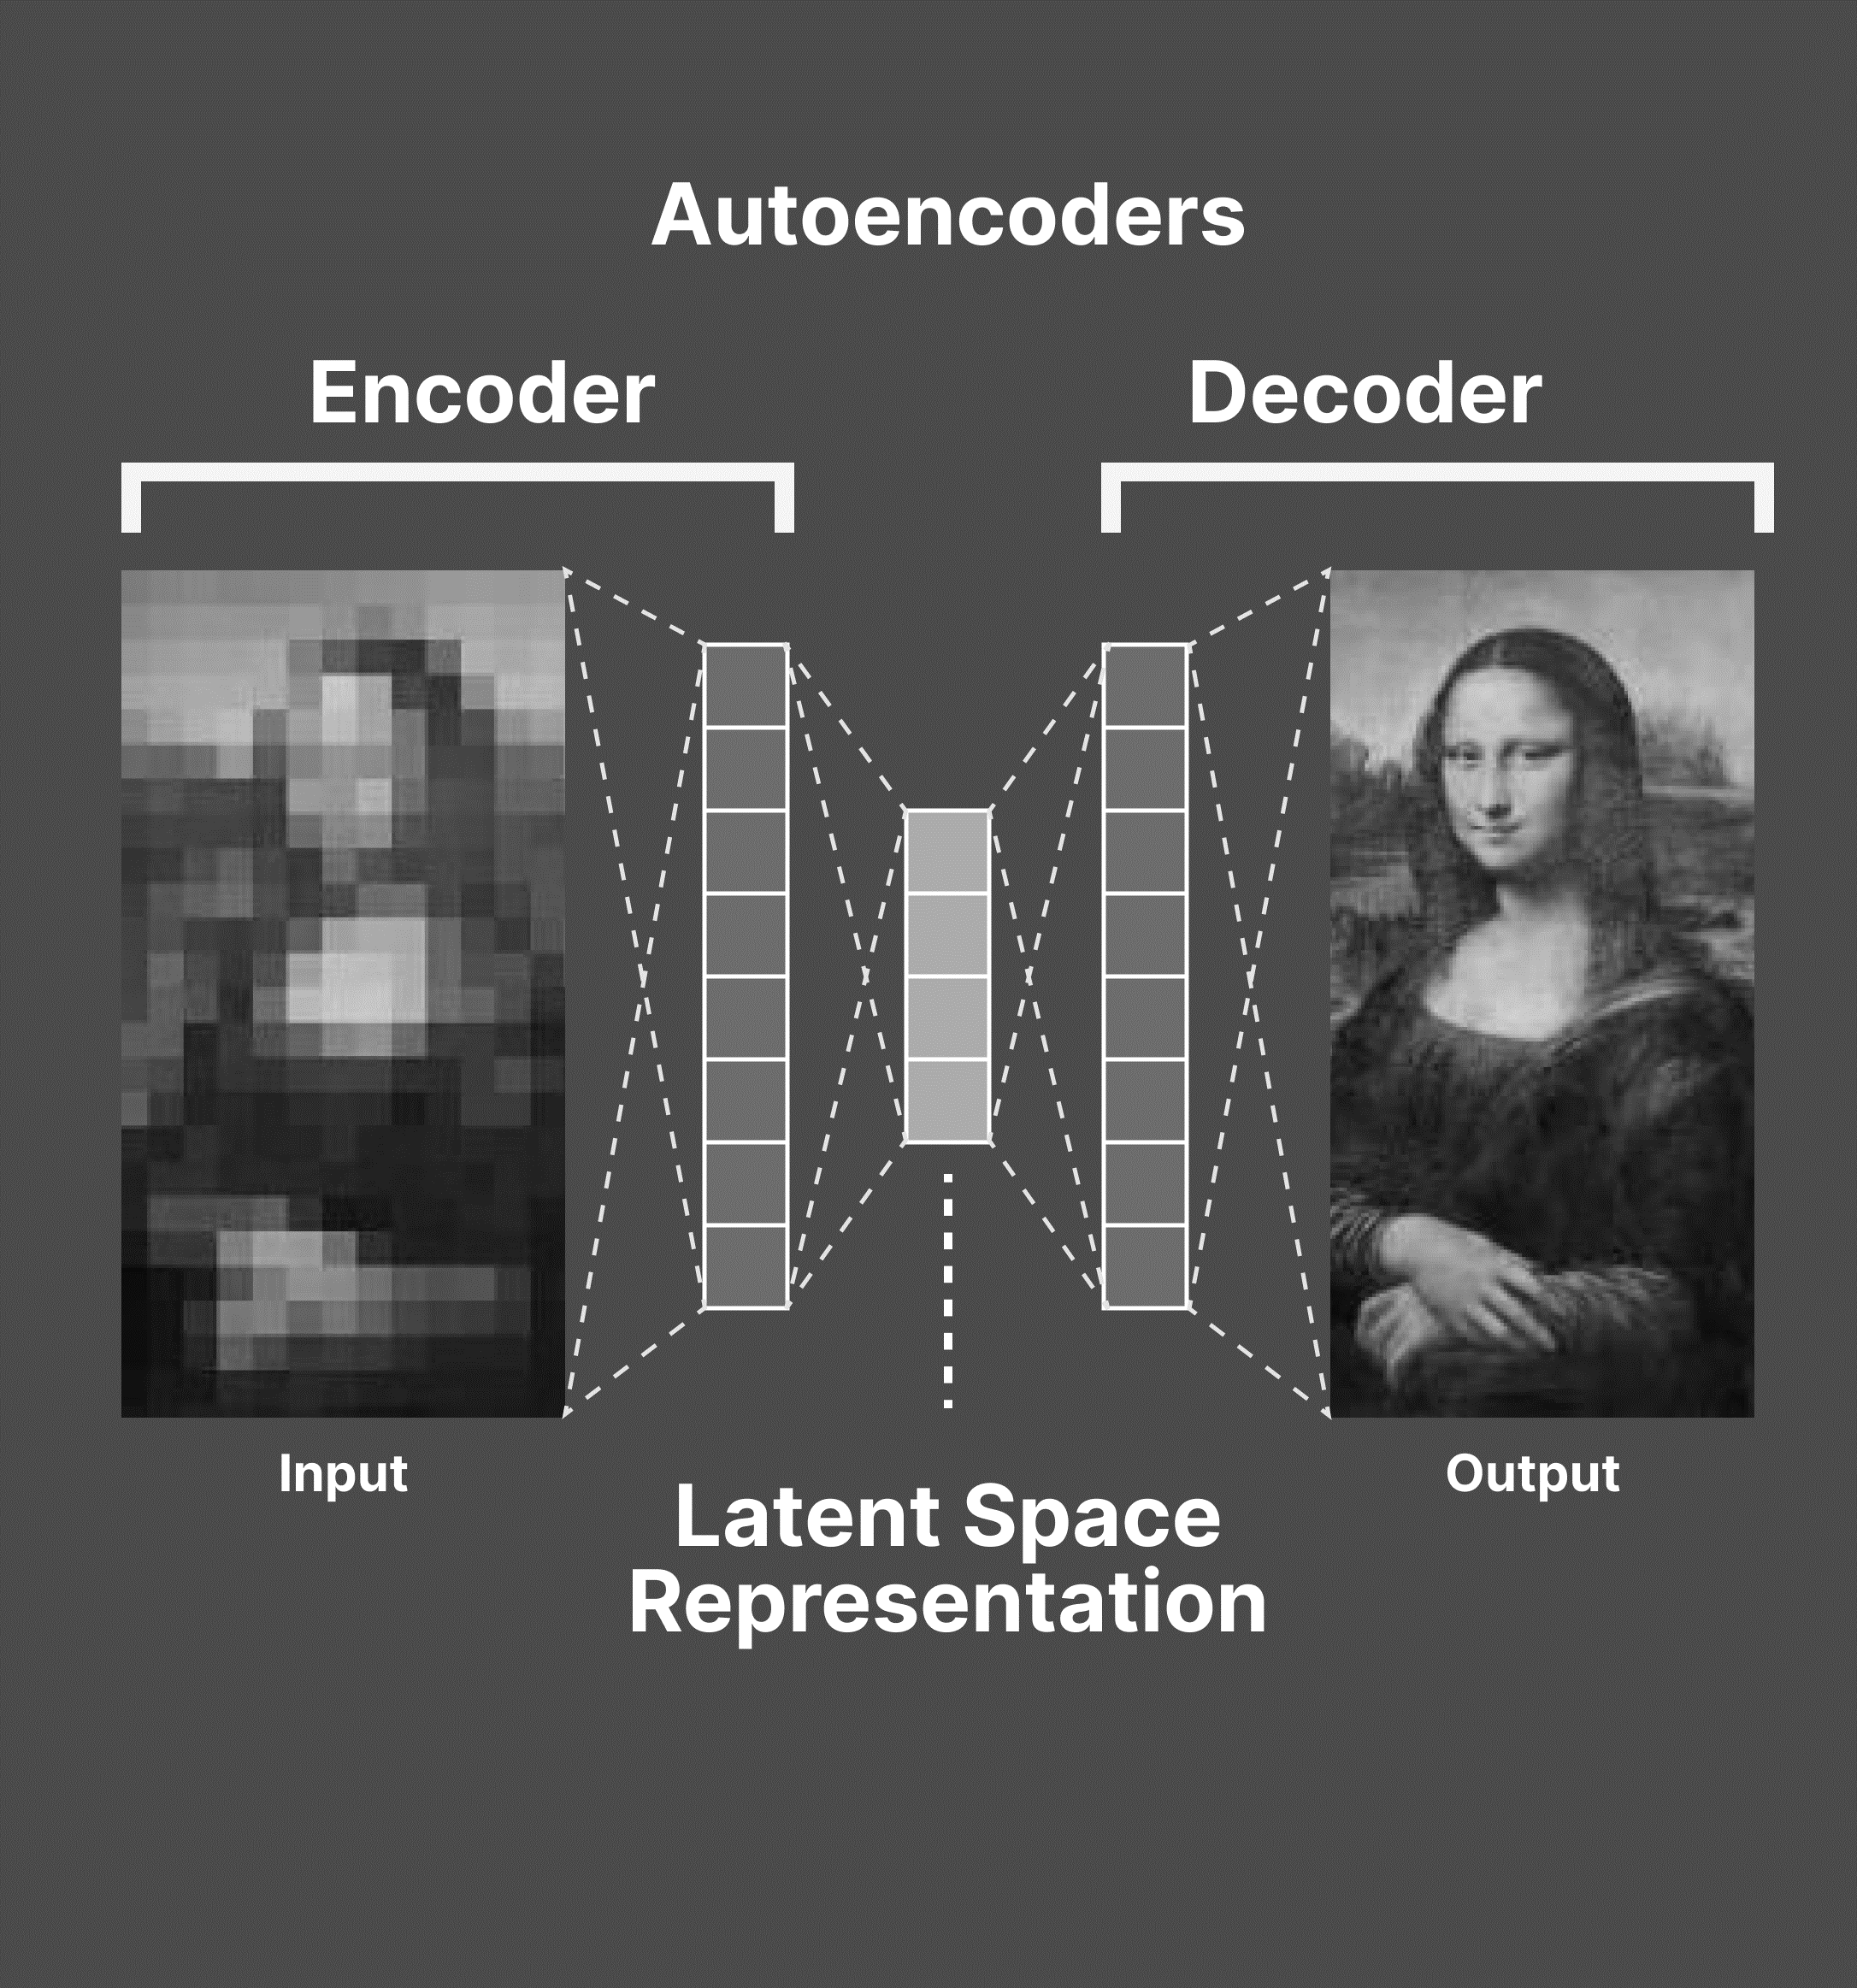 Autoencoders
Encoder
Decoder
Input
Output
Latent Space
Representation